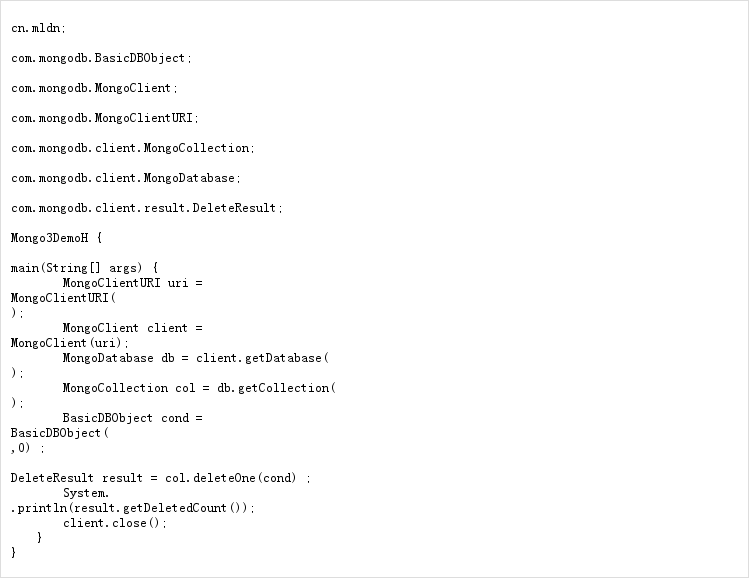 cn.mldn;
com.mongodb.BasicDBObject;
com.mongodb.MongoClient;
com.mongodb.MongoClientURI;
com.mongodb.client.MongoCollection;
com.mongodb.client.MongoDatabase;
com.mongodb.client.result.DeleteResult;
Mongo3DemoH {
main(String[] args) {
MongoClientURI uri =
MongoClientURI(
);
MongoClient client =
MongoClient(uri);
MongoDatabase db = client.getDatabase(
);
MongoCollection col = db.getCollection(
);
BasicDBObject cond =
BasicDBObject(
,0) ;
DeleteResult result = col.deleteOne(cond) ;
System.
.println(result.getDeletedCount());
client.close();
}
}